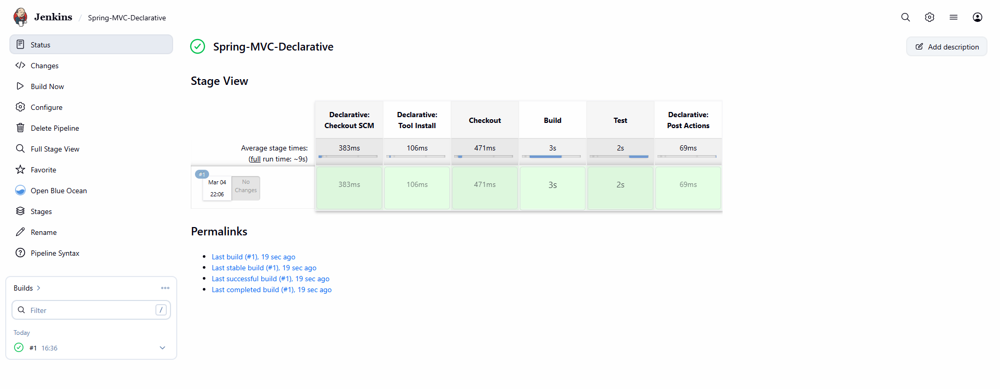 Jenkins / Spring-MVC-Declarative
Status
Changes
Build Now
Configure
Delete Pipeline
Full Stage View
Favorite
Open Blue Ocean
Stages
Rename
Pipeline Syntax
Builds
Filter /
Today
#1 16:36
Spring-MVC-Declarative
Add description
Stage View
Declarative: Checkout SCM
Declarative: Tool Install
Checkout
Build
Test
Declarative: Post Actions
Average stage times:
(full run time: ~9s)
383ms 106ms 471ms 3s 2s 69ms
#1
Mar 04
22:06
No
Changes
383ms 106ms 471ms 3s 2s 69ms
Permalinks
Last build (#1), 19 sec ago
Last stable build (#1), 19 sec ago
Last successful build (#1), 19 sec ago
Last completed build (#1), 19 sec ago